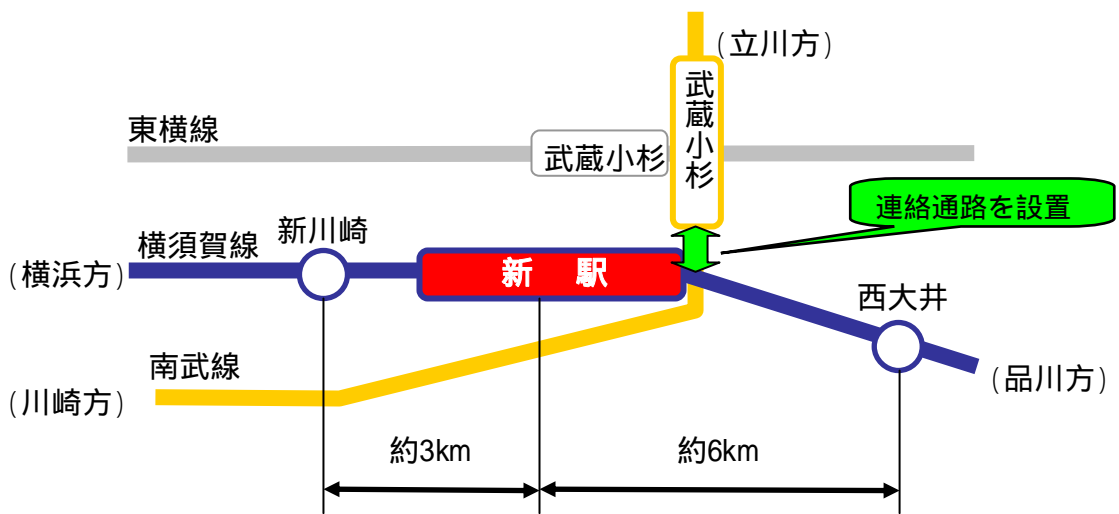 (立川方)
武蔵小杉
東横線
武蔵小杉
連絡通路を設置
新川崎
横須賀線
(横浜方)
新 駅
西大井
南武線
(川崎方)
(品川方)
約3km
約6km